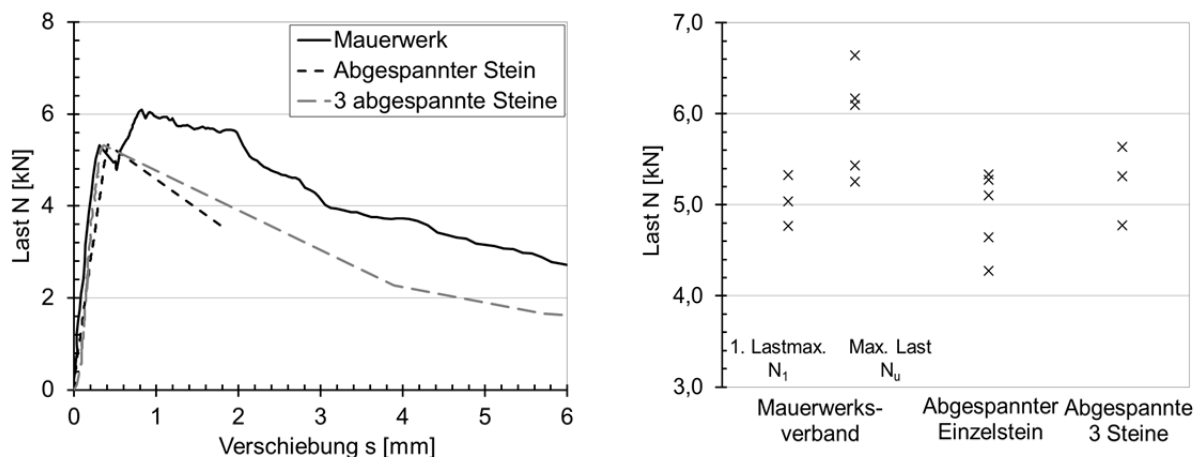 8
6
4
2
0
Last N [kN]
Mauerwerk
Abgespannter Stein
3 abgespannte Steine
0 1 2 3 4 5 6
Verschiebung s [mm]
7,0
6,0
5,0
4,0
3,0
Last N [kN]
1. Lastmax. Max. Last
N1 Nu
Mauerwerks- Abgespannter Abgespannte
verband Einzelstein 3 Steine